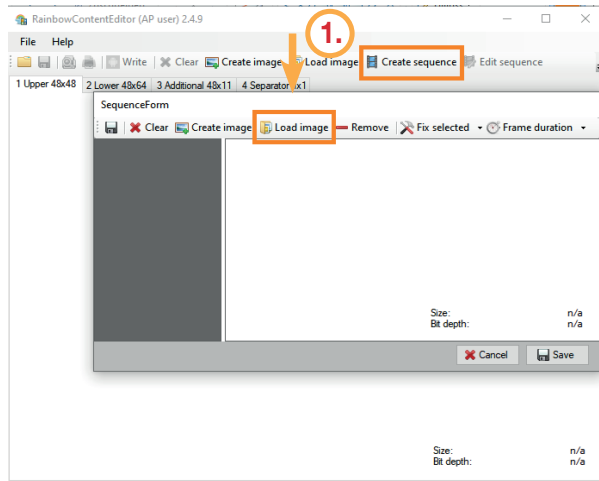 RainbowContentEditor (AP user) 2.4.9
1.
File Help
Write Clear Create image Load image Create sequence Edit sequence
1 Upper 48x48 2 Lower 48x64 3 Additional 48x11 4 Separator x1
SequenceForm
Clear Create image Load image Remove Fix selected Frame duration
Size: n/a
Bit depth: n/a
Cancel Save
Size: n/a
Bit depth: n/a